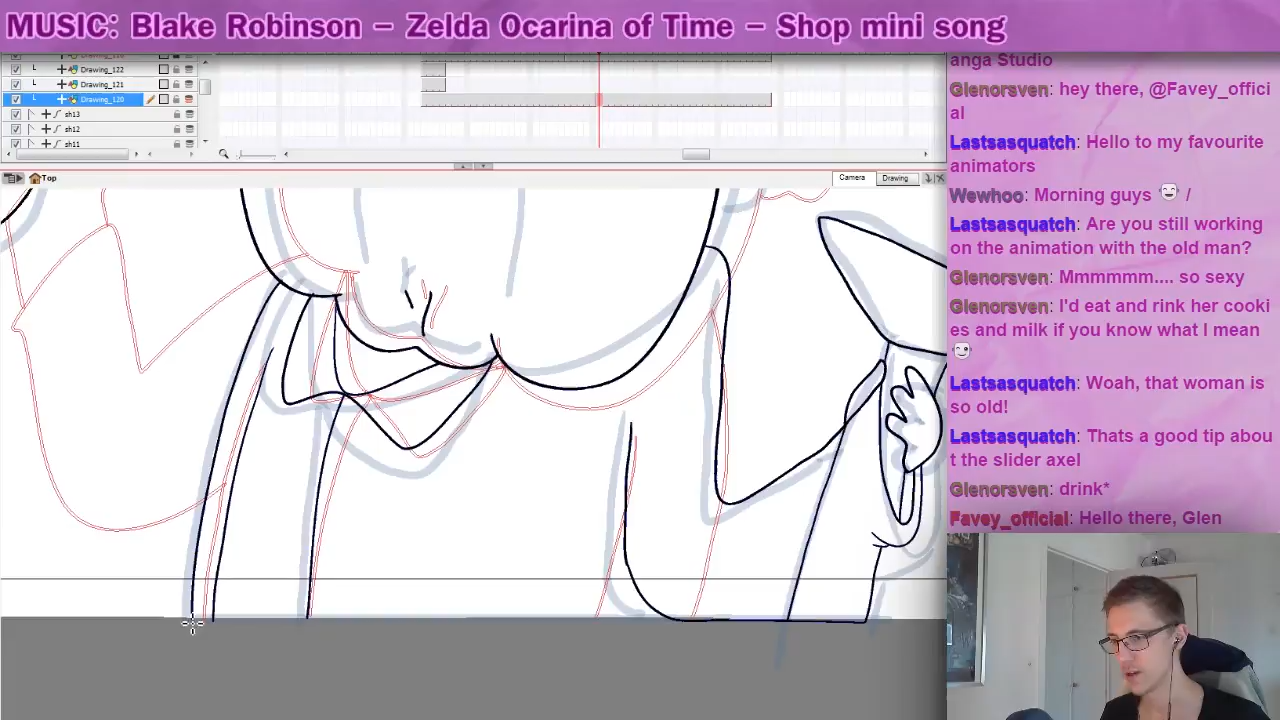 MUSIC: Blake Robinson – Zelda Ocarina of Time – Shop mini song
Drawing_122
Drawing_121
Drawing_120
sh13
sh12
sh11
Top
Camera
Drawing
anga Studio
Glenorsven: hey there, @Favey_offici
al
Lastsasquatch: Hello to my favourite
animators
Wewhoo: Morning guys /
Lastsasquatch: Are you still working
on the animation with the old man?
Glenorsven: Mmmmmm.... so sexy
Glenorsven: I'd eat and rink her cooki
es and milk if you know what I mean
Lastsasquatch: Woah, that woman is
so old!
Lastsasquatch: Thats a good tip abou
t the slider axel
Glenorsven: drink*
Favey_official: Hello there, Glen